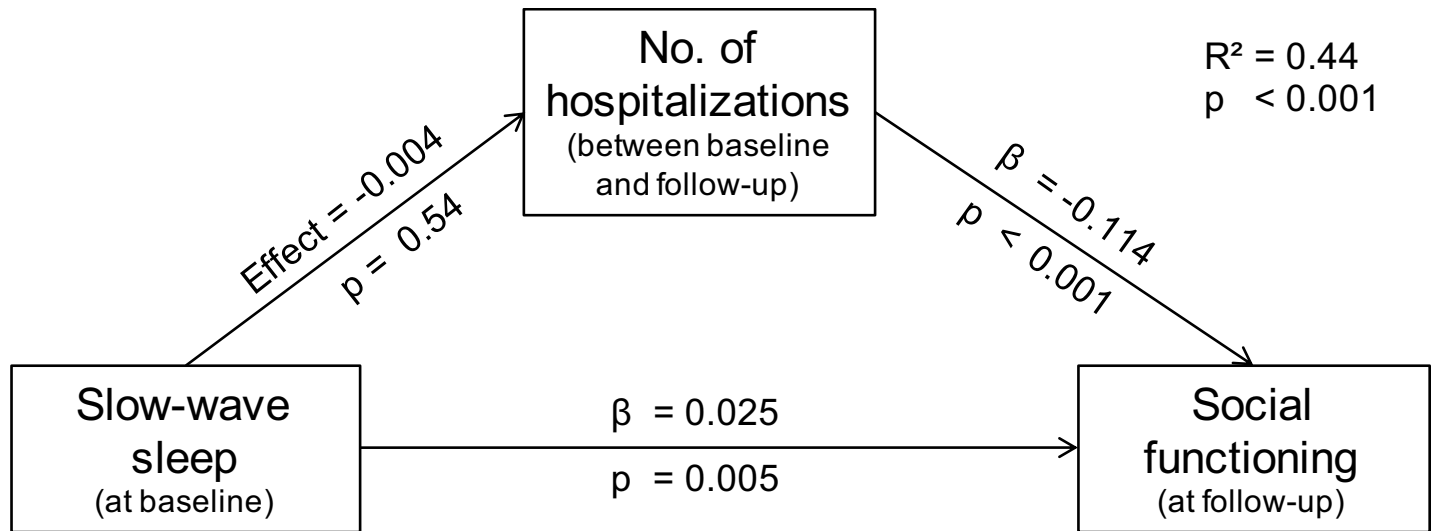 No. of
hospitalizations
(between baseline
and follow-up)
R² = 0.44
p < 0.001
Effect = -0.004
p = 0.54
β = -0.114
p < 0.001
Slow-wave
sleep
(at baseline)
β = 0.025
p = 0.005
Social
functioning
(at follow-up)